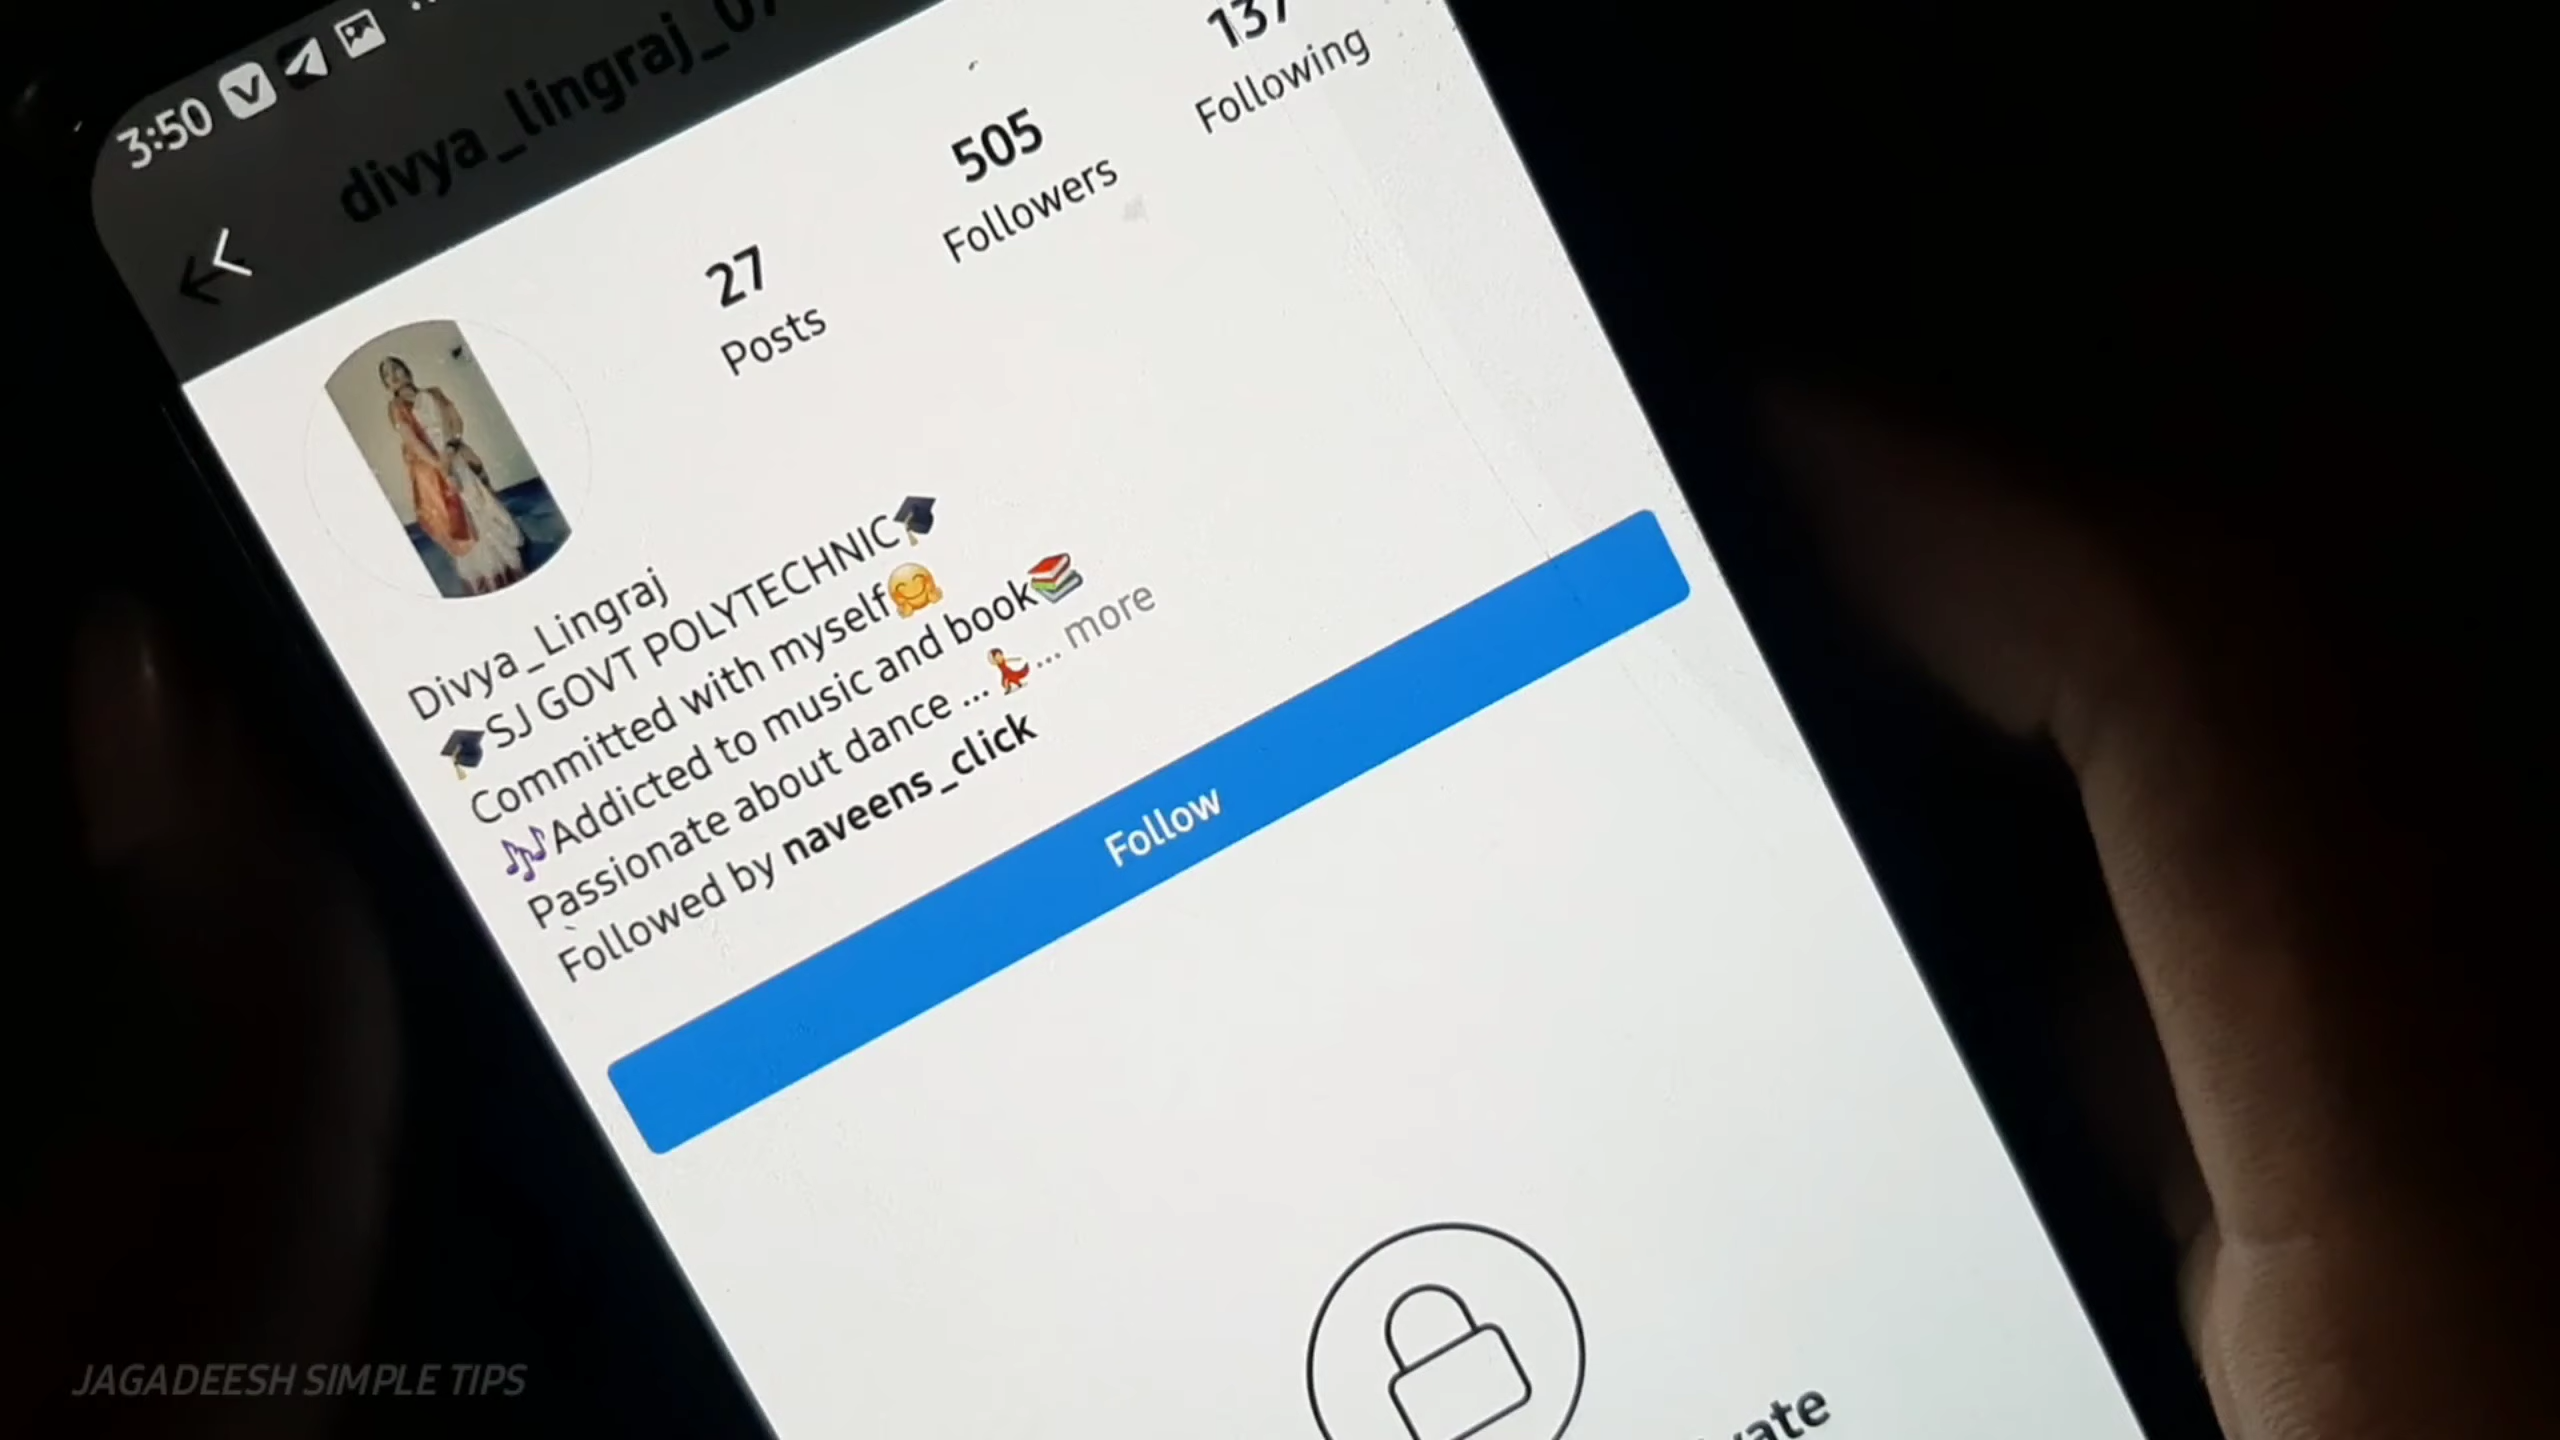 3:50
divya_lingraj_07
27
Posts
505
Followers
137
Following
Divya_Lingraj
🎓SJ GOVT POLYTECHNIC🎓
Committed with myself🤗
🎶Addicted to music and book📚
Passionate about dance ...💃... more
Followed by naveens_click
Follow
JAGADEESH SIMPLE TIPS